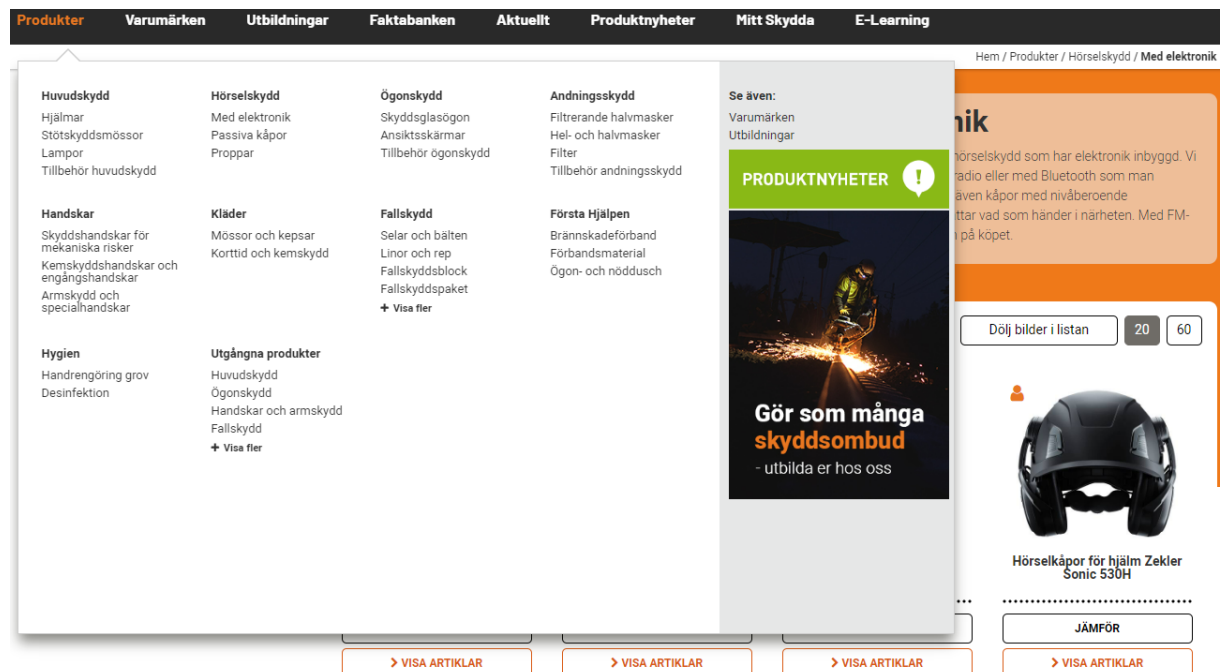 Produkter Varumärken Utbildningar Faktabanken Aktuellt Produktnyheter Mitt Skydda E-Learning
Hem / Produkter / Hörselskydd / Med elektronik
Huvudskydd
Hjälmar
Stötskyddsmössor
Lampor
Tillbehör huvudskydd
Hörselskydd
Med elektronik
Passiva kåpor
Proppar
Ögonskydd
Skyddsglasögon
Ansiktsskärmar
Tillbehör ögonskydd
Andningsskydd
Filtrerande halvmasker
Hel- och halvmasker
Filter
Tillbehör andningsskydd
Handskar
Skyddshandskar för
mekaniska risker
Kemskyddshandskar och
engångshandskar
Armskydd och
specialhandskar
Kläder
Mössor och kepsar
Korttid och kemskydd
Fallskydd
Selar och bälten
Linor och rep
Fallskyddsblock
Fallskyddspaket
+ Visa fler
Första Hjälpen
Brännskadeförband
Förbandsmaterial
Ögon- och nöddusch
Hygien
Handrengöring grov
Desinfektion
Utgångna produkter
Huvudskydd
Ögonskydd
Handskar och armskydd
Fallskydd
+ Visa fler
Se även:
Varumärken
Utbildningar
PRODUKTNYHETER !
Gör som många
skyddsombud
- utbilda er hos oss
nik
hörselskydd som har elektronik inbyggd. Vi
radio eller med Bluetooth som man
även kåpor med nivåberoende
ttar vad som händer i närheten. Med FM-
på köpet.
Dölj bilder i listan 20 60
Hörselkåpor för hjälm Zekler
Sonic 530H
JÄMFÖR
> VISA ARTIKLAR > VISA ARTIKLAR > VISA ARTIKLAR > VISA ARTIKLAR